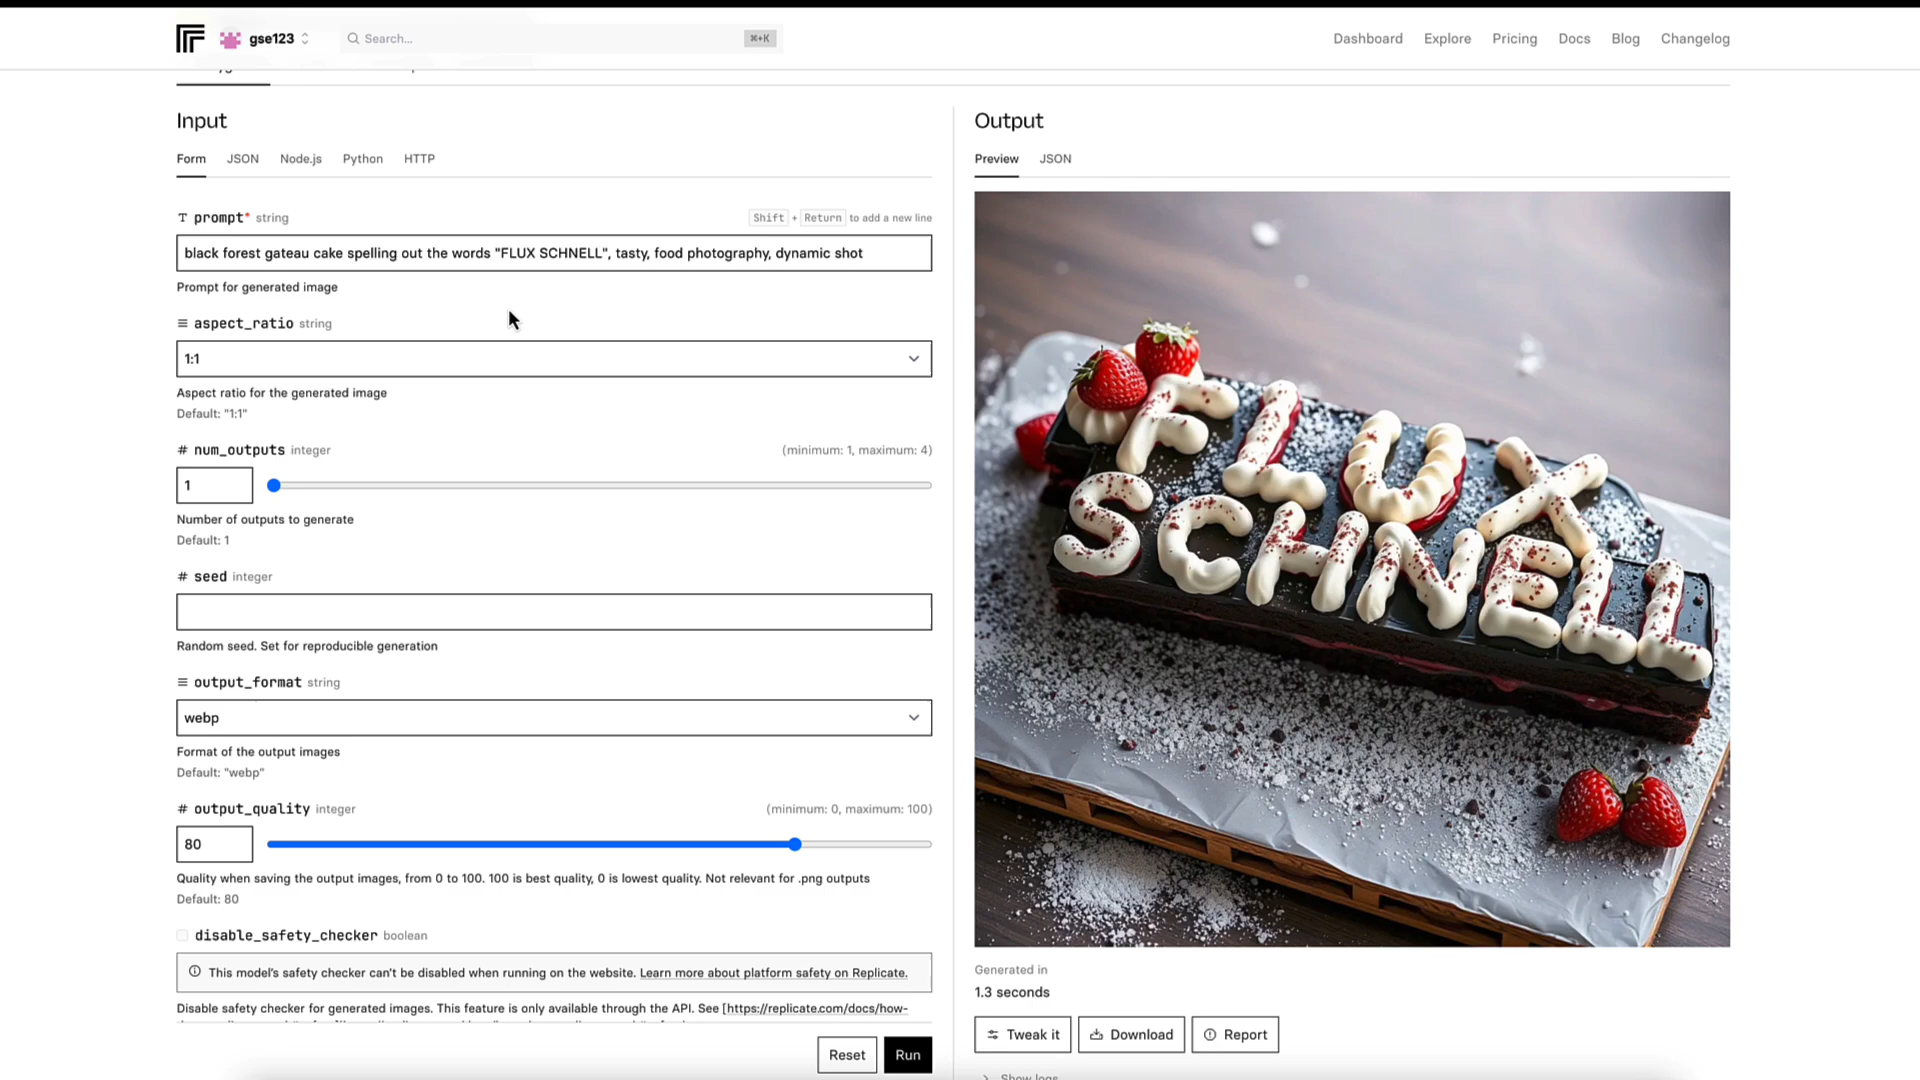 gse123
Search...
⌘+K
Dashboard
Explore
Pricing
Docs
Blog
Changelog
Input
Form
JSON
Node.js
Python
HTTP
prompt* string
Shift + Return to add a new line
black forest gateau cake spelling out the words "FLUX SCHNELL", tasty, food photography, dynamic shot
Prompt for generated image
aspect_ratio string
1:1
Aspect ratio for the generated image
Default: "1:1"
# num_outputs integer
(minimum: 1, maximum: 4)
1
Number of outputs to generate
Default: 1
# seed integer
Random seed. Set for reproducible generation
output_format string
webp
Format of the output images
Default: "webp"
# output_quality integer
(minimum: 0, maximum: 100)
80
Quality when saving the output images, from 0 to 100. 100 is best quality, 0 is lowest quality. Not relevant for .png outputs
Default: 80
disable_safety_checker boolean
This model's safety checker can't be disabled when running on the website. Learn more about platform safety on Replicate.
Disable safety checker for generated images. This feature is only available through the API. See [https://replicate.com/docs/how-
Reset
Run
Output
Preview
JSON
FLUX
SCHNELL
Generated in
1.3 seconds
Tweak it
Download
Report
Show logs